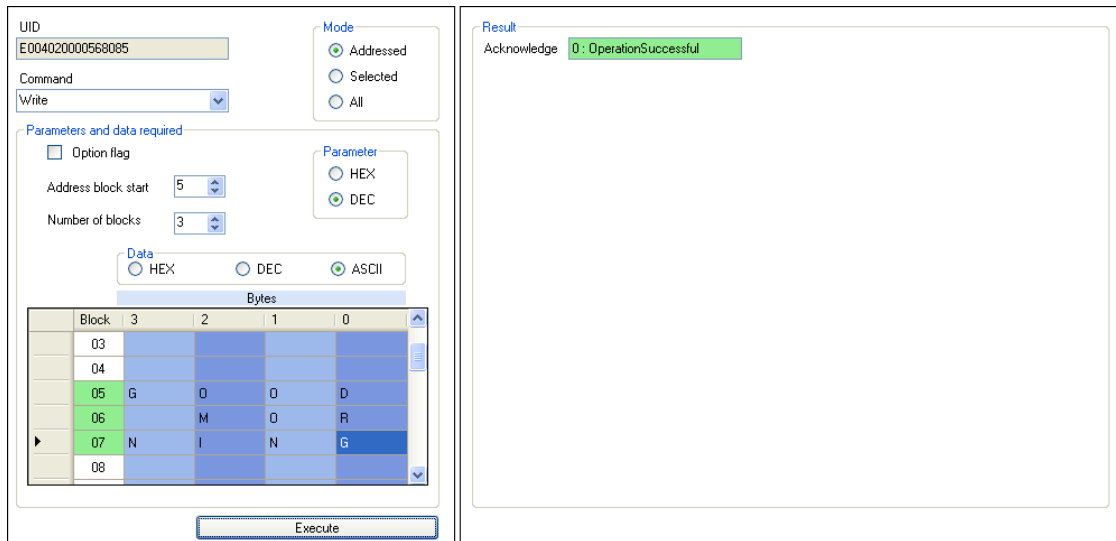 UID
E004020000568085
Command
Write
Mode
Addressed
Selected
All
Parameters and data required
Option flag
Address block start 5
Number of blocks 3
Parameter
HEX
DEC
Data
HEX DEC ASCII
Bytes
Block 3 2 1 0
03
04
05 G O O D
06 M O R
07 N I N G
08
Execute
Result
Acknowledge 0 : OperationSuccessful